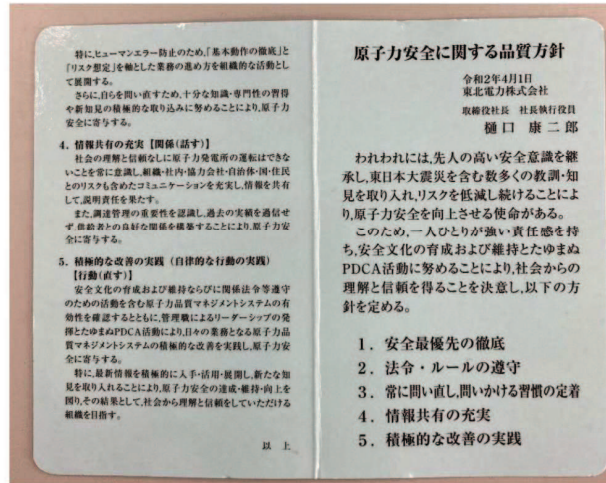 原子力安全に関する品質方針
令和2年4月1日
東北電力株式会社
取締役社長 社長執行役員
樋口 康二郎
われわれには,先人の高い安全意識を継
承し,東日本大震災を含む数多くの教訓・知
見を取り入れ,リスクを低減し続けることによ
り,原子力安全を向上させる使命がある。
このため,一人ひとりが強い責任感を持
ち,安全文化の育成および維持とたゆまぬ
PDCA活動に努めることにより,社会からの
理解と信頼を得ることを決意し,以下の方
針を定める。
1．安全最優先の徹底
2．法令・ルールの遵守
3．常に問い直し,問いかける習慣の定着
4．情報共有の充実
5．積極的な改善の実践
特に,ヒューマンエラー防止のため,「基本動作の徹底」と
「リスク想定」を軸とした業務の進め方を組織的な活動とし
て展開する。
さらに,自らを問い直すため,十分な知識・専門性の習得
や新知見の積極的な取り込みに努めることにより,原子力
安全に寄与する。
4．情報共有の充実【関係(話す)】
社会の理解と信頼なしに原子力発電所の運転はできな
いことを常に意識し,組織・社内・協力会社・自治体・国・住民
とのリスクも含めたコミュニケーションを充実し,情報を共有
して,説明責任を果たす。
また,調達管理の重要性を認識し,過去の実績を過信せ
ず,供給者との良好な関係を構築することにより,原子力安
全に寄与する。
5．積極的な改善の実践（自律的な行動の実践）
【行動(直す)】
安全文化の育成および維持ならびに関係法令等遵守
のための活動を含む原子力品質マネジメントシステムの有
効性を確認するとともに,管理職によるリーダーシップの発
揮とたゆまぬPDCA活動により,日々の業務となる原子力品
質マネジメントシステムの積極的な改善を実践し,原子力安
全に寄与する。
特に,最新情報を積極的に入手・活用・展開し,新たな知
見を取り入れることにより,原子力安全の達成・維持・向上を
図り,その結果として,社会から理解と信頼をしていただける
組織を目指す。
以 上